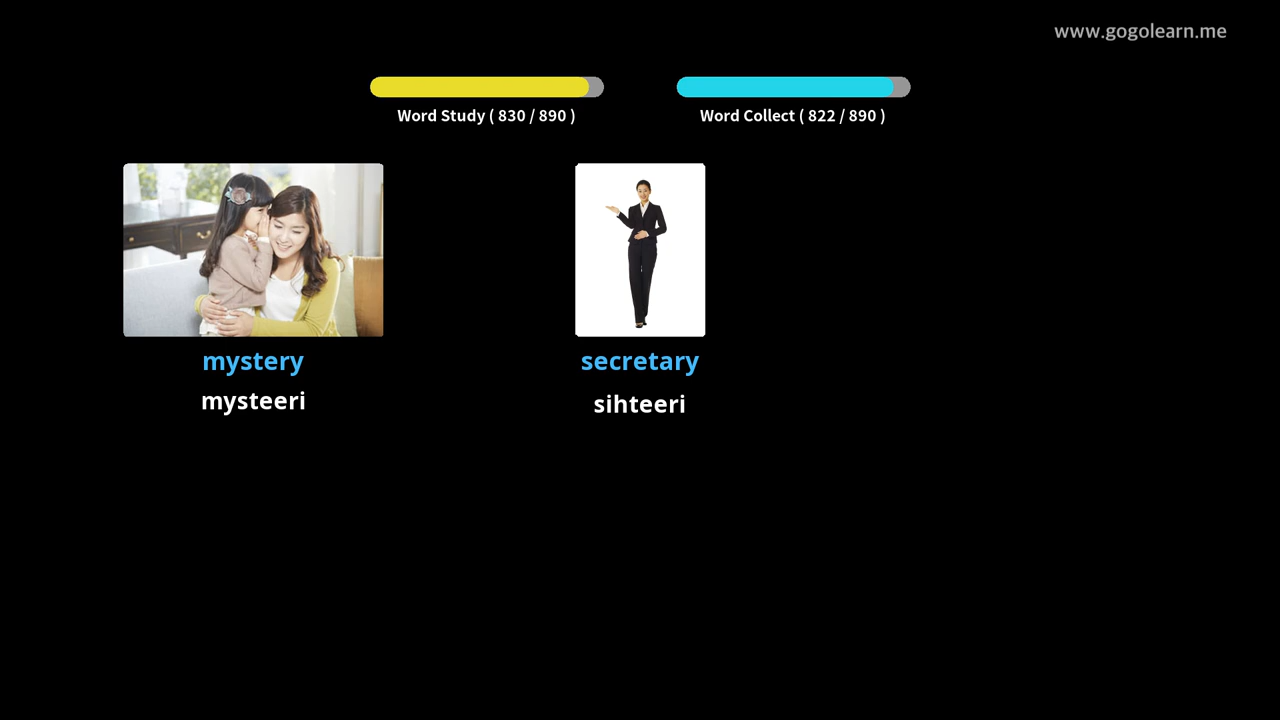 www.gogolearn.me
Word Study ( 830 / 890 )
Word Collect ( 822 / 890 )
mystery
mysteeri
secretary
sihteeri